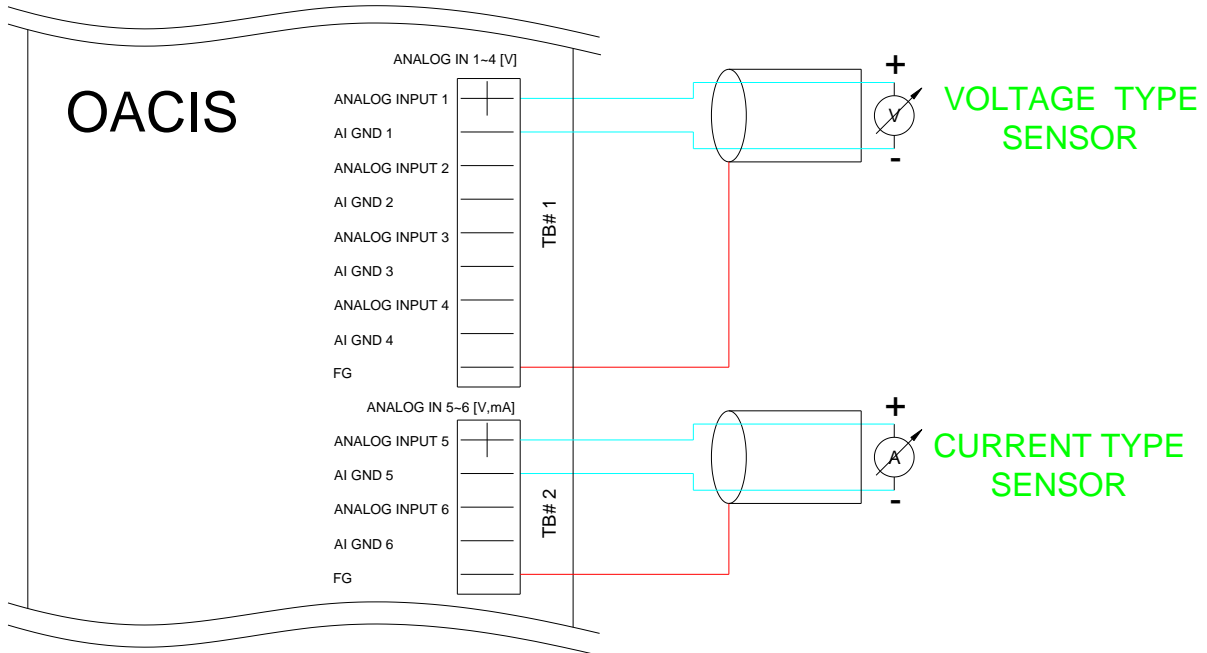 OACIS
ANALOG IN 1~4 [V]
ANALOG INPUT 1
AI GND 1
ANALOG INPUT 2
AI GND 2
ANALOG INPUT 3
AI GND 3
ANALOG INPUT 4
AI GND 4
FG
TB# 1
+
V
-
VOLTAGE TYPE
SENSOR
ANALOG IN 5~6 [V,mA]
ANALOG INPUT 5
AI GND 5
ANALOG INPUT 6
AI GND 6
FG
TB# 2
+
A
-
CURRENT TYPE
SENSOR